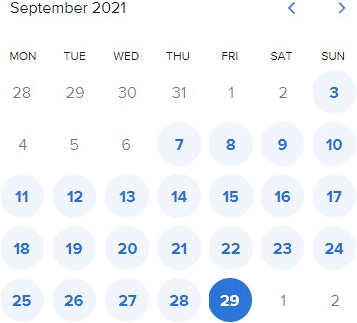 September 2021
MON TUE WED THU FRI SAT SUN
28 29 30 31 1 2 3
4 5 6 7 8 9 10
11 12 13 14 15 16 17
18 19 20 21 22 23 24
25 26 27 28 29 1 2